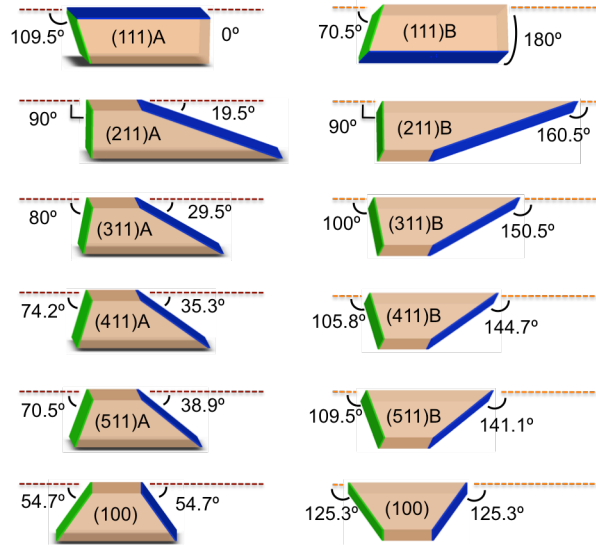 109.5º (111)A 0º
70.5º (111)B 180º
90º (211)A 19.5º
90º (211)B 160.5º
80º (311)A 29.5º
100º (311)B 150.5º
74.2º (411)A 35.3º
105.8º (411)B 144.7º
70.5º (511)A 38.9º
109.5º (511)B 141.1º
54.7º (100) 54.7º
125.3º (100) 125.3º